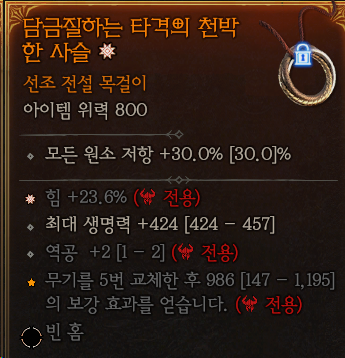 담금질하는 타격의 천박
한 사슬
선조 전설 목걸이
아이템 위력 800
모든 원소 저항 +30.0% [30.0]%
힘 +23.6% (전용)
최대 생명력 +424 [424 - 457]
역공 +2 [1 - 2] (전용)
무기를 5번 교체한 후 986 [147 - 1,195]
의 보강 효과를 얻습니다. (전용)
빈 홈